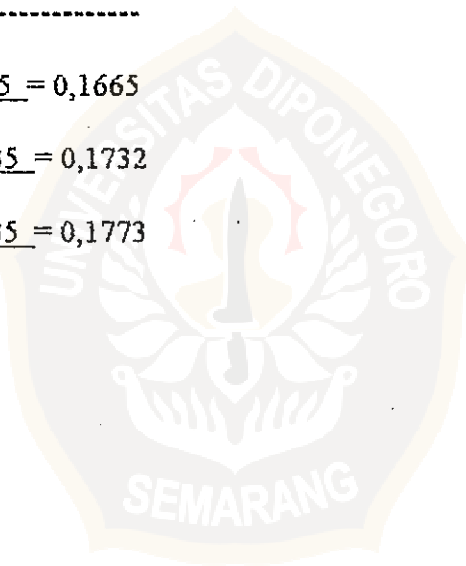 --------------
5 = 0,1665
5 = 0,1732
5 = 0,1773
UNIVERSITAS DIPONEGORO
SEMARANG